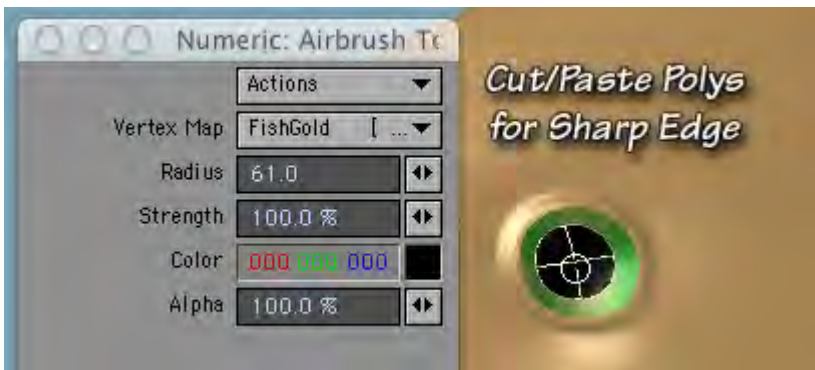 Numeric: Airbrush
Actions
Vertex Map FishGold [ ...
Radius 61.0
Strength 100.0 %
Color 000 000 000
Alpha 100.0 %
Cut/Paste Polys
for Sharp Edge